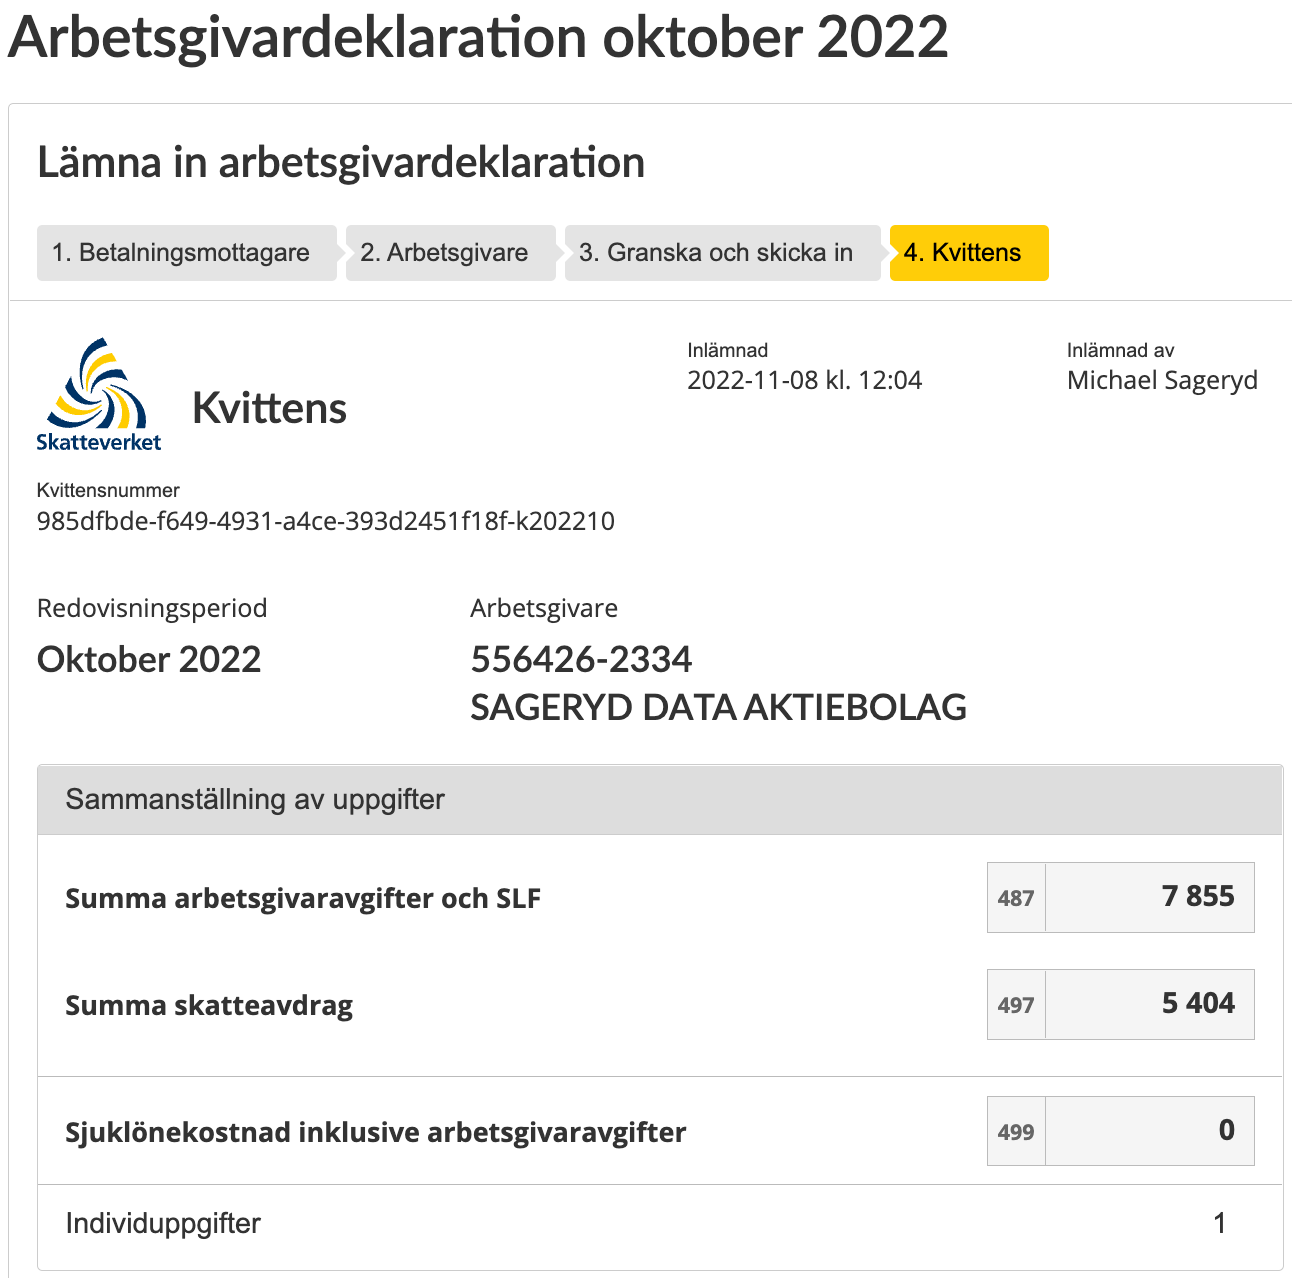 Arbetsgivardeklaration oktober 2022
Lämna in arbetsgivardeklaration
1. Betalningsmottagare 2. Arbetsgivare 3. Granska och skicka in 4. Kvittens
Skatteverket
Kvittens
Inlämnad
2022-11-08 kl. 12:04
Inlämnad av
Michael Sageryd
Kvittensnummer
985dfbde-f649-4931-a4ce-393d2451f18f-k202210
Redovisningsperiod
Oktober 2022
Arbetsgivare
556426-2334
SAGERYD DATA AKTIEBOLAG
Sammanställning av uppgifter
Summa arbetsgivaravgifter och SLF 487 7 855
Summa skatteavdrag 497 5 404
Sjuklönekostnad inklusive arbetsgivaravgifter 499 0
Individuppgifter 1